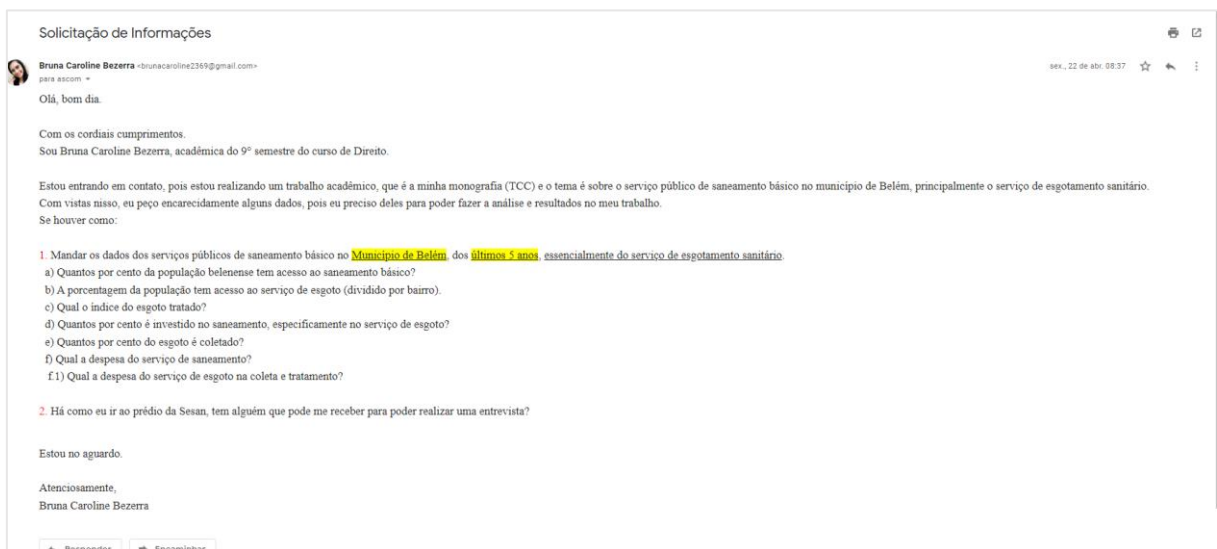 Solicitação de Informações
Bruna Caroline Bezerra <brunacaroline2369@gmail.com>
sex., 22 de abr. 08:37
para ascom
Olá, bom dia.
Com os cordiais cumprimentos.
Sou Bruna Caroline Bezerra, acadêmica do 9° semestre do curso de Direito.
Estou entrando em contato, pois estou realizando um trabalho acadêmico, que é a minha monografia (TCC) e o tema é sobre o serviço público de saneamento básico no município de Belém, principalmente o serviço de esgotamento sanitário.
Com vistas nisso, eu peço encarecidamente alguns dados, pois eu preciso deles para poder fazer a análise e resultados no meu trabalho.
Se houver como:
1. Mandar os dados dos serviços públicos de saneamento básico no Município de Belém, dos últimos 5 anos, essencialmente do serviço de esgotamento sanitário.
a) Quantos por cento da população belenense tem acesso ao saneamento básico?
b) A porcentagem da população tem acesso ao serviço de esgoto (dividido por bairro).
c) Qual o índice do esgoto tratado?
d) Quantos por cento é investido no saneamento, especificamente no serviço de esgoto?
e) Quantos por cento do esgoto é coletado?
f) Qual a despesa do serviço de saneamento?
f.1) Qual a despesa do serviço de esgoto na coleta e tratamento?
2. Há como eu ir ao prédio da Sesan, tem alguém que pode me receber para poder realizar uma entrevista?
Estou no aguardo.
Atenciosamente,
Bruna Caroline Bezerra
Responder Encaminhar